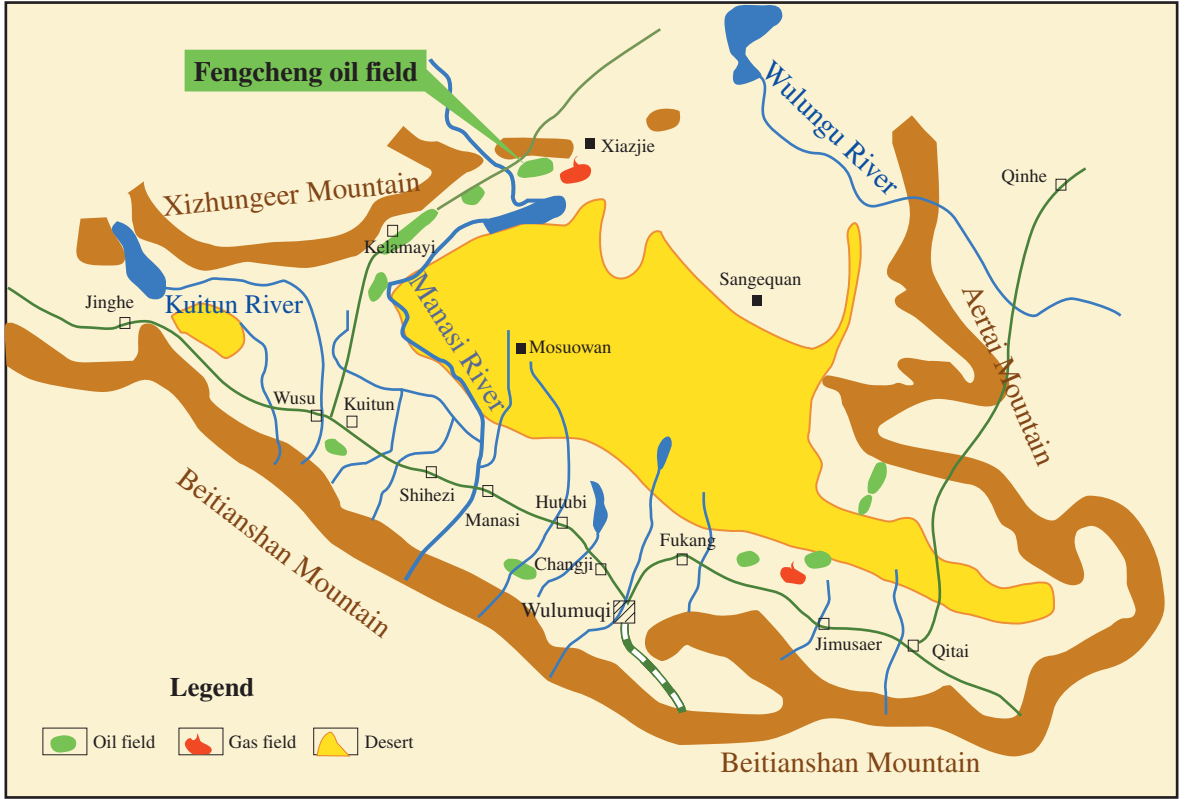 Fengcheng oil field
Wulungu River
Xiazjie
Qinhe
Xizhungeer Mountain
Kelamayi
Sangequan
Jinghe
Kuitun River
Manasi River
Aertai Mountain
Mosuowan
Wusu
Kuitun
Shihezi
Manasi
Hutubi
Beitianshan Mountain
Changji
Fukang
Wulumuqi
Jimusaer
Qitai
Legend
Oil field
Gas field
Desert
Beitianshan Mountain